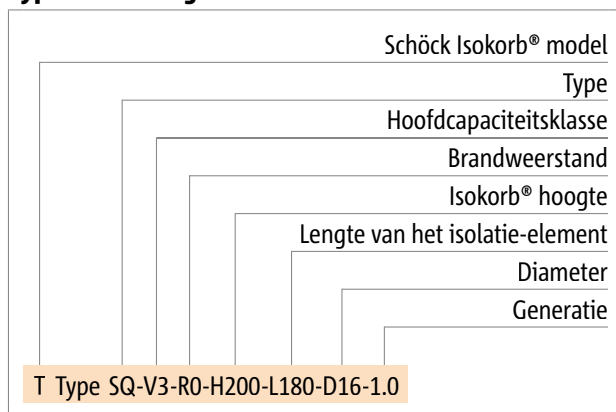 Schöck Isokorb® model
Type
Hoofdcapaciteitsklasse
Brandweerstand
Isokorb® hoogte
Lengte van het isolatie-element
Diameter
Generatie
T Type SQ-V3-R0-H200-L180-D16-1.0